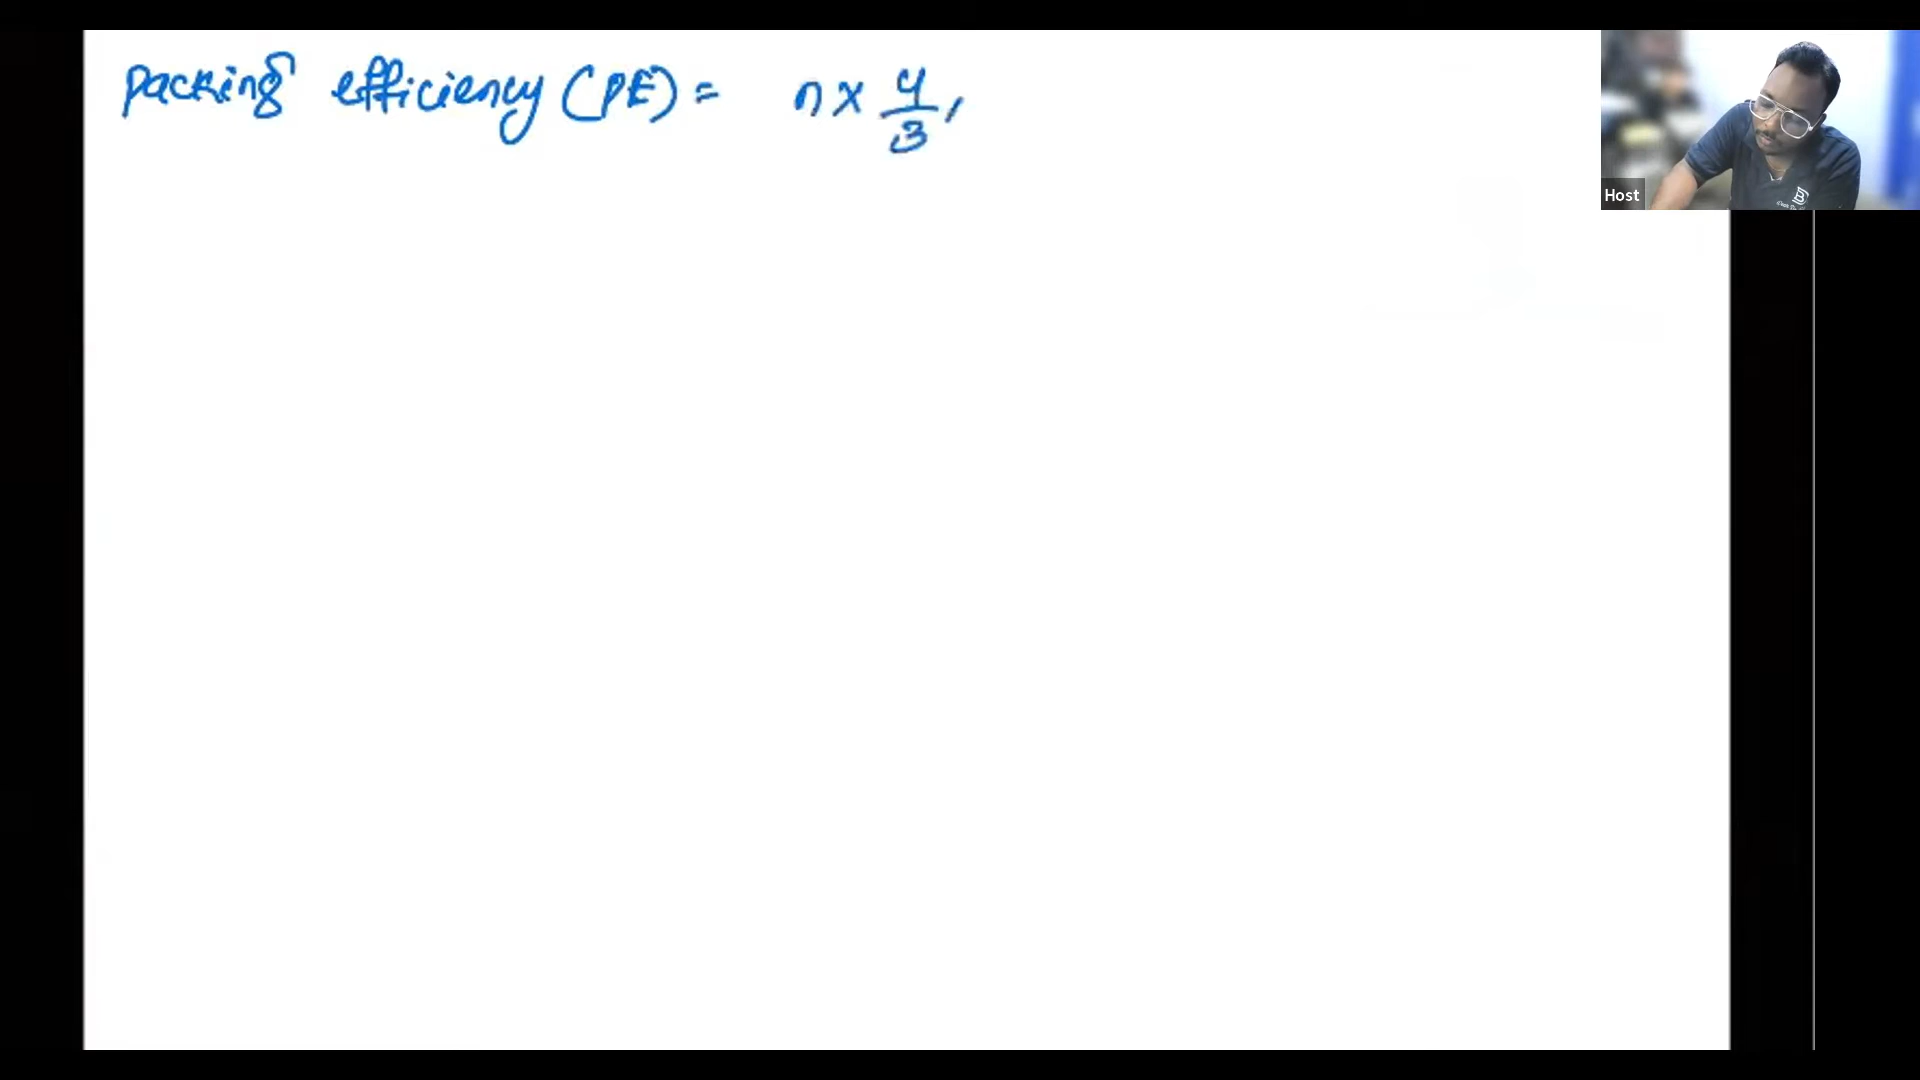 Packing efficiency (PE) = n × 4/3
Host